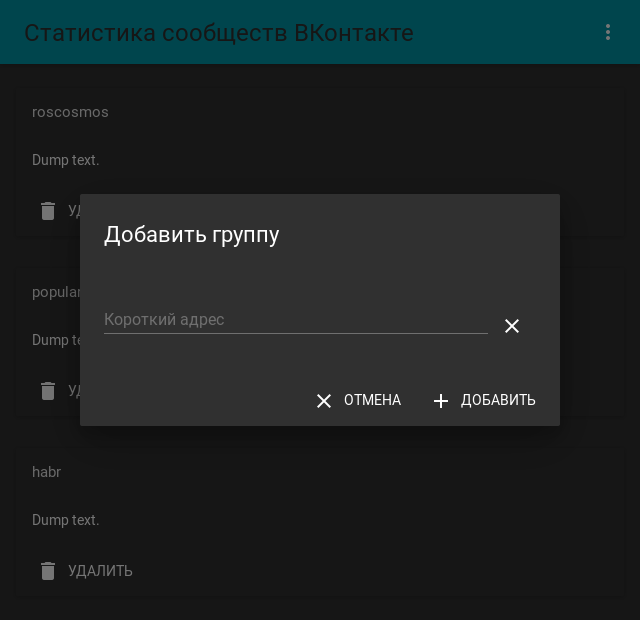 Статистика сообществ ВКонтакте
roscosmos
Dump text.
УД
Добавить группу
popular
Короткий адрес
Dump te
УД
ОТМЕНА
ДОБАВИТЬ
habr
Dump text.
УДАЛИТЬ